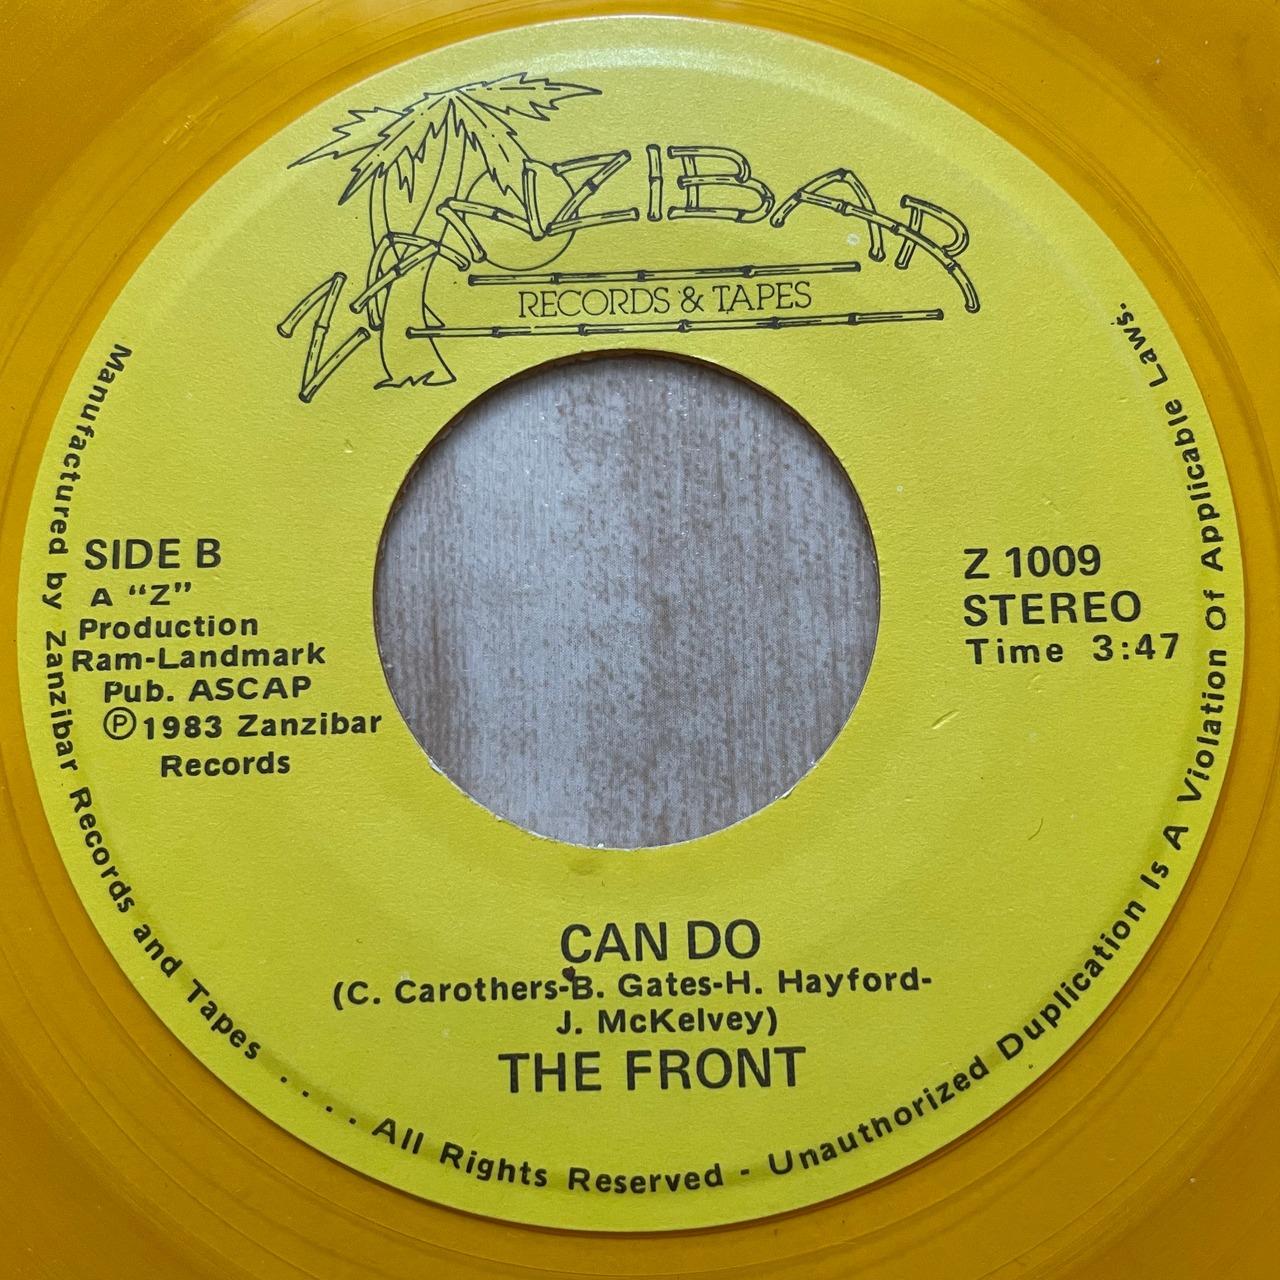 ZANZIBAR
RECORDS & TAPES
SIDE B
A “Z”
Production
Ram-Landmark
Pub. ASCAP
Ⓟ1983 Zanzibar
Records
Z 1009
STEREO
Time 3:47
CAN DO
(C. Carothers-B. Gates-H. Hayford-
J. McKelvey)
THE FRONT
Manufactured by Zanzibar Records and Tapes . . . . . All Rights Reserved - Unauthorized Duplication Is A Violation Of Applicable Laws.